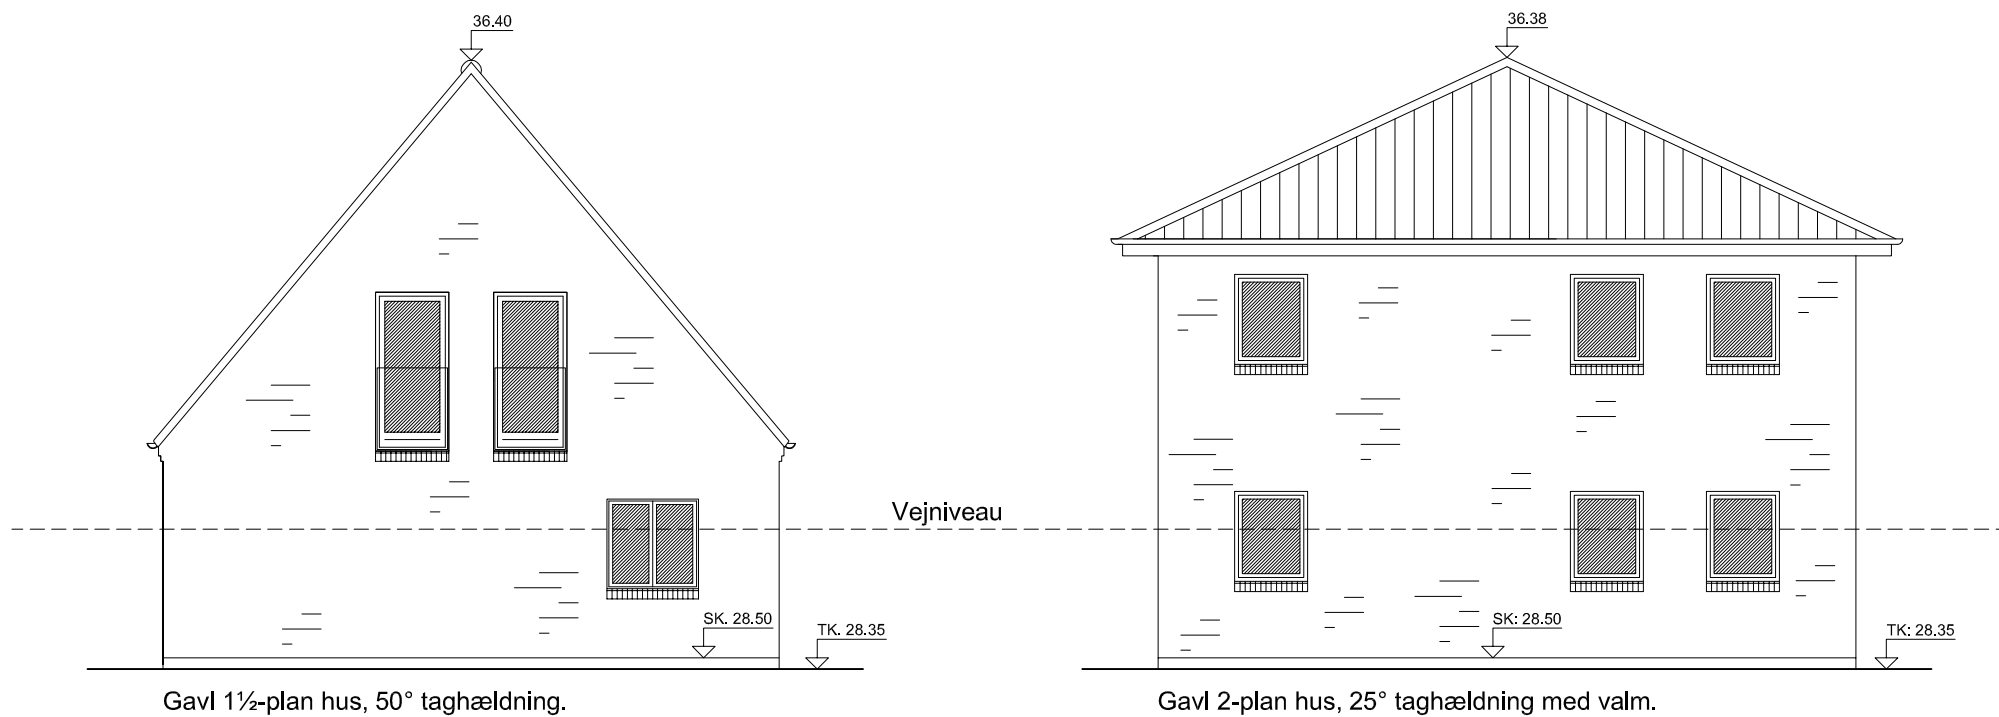 36.40
36.38
Vejniveau
SK. 28.50
TK. 28.35
SK: 28.50
TK: 28.35
Gavl 1½-plan hus, 50° taghældning.
Gavl 2-plan hus, 25° taghældning med valm.